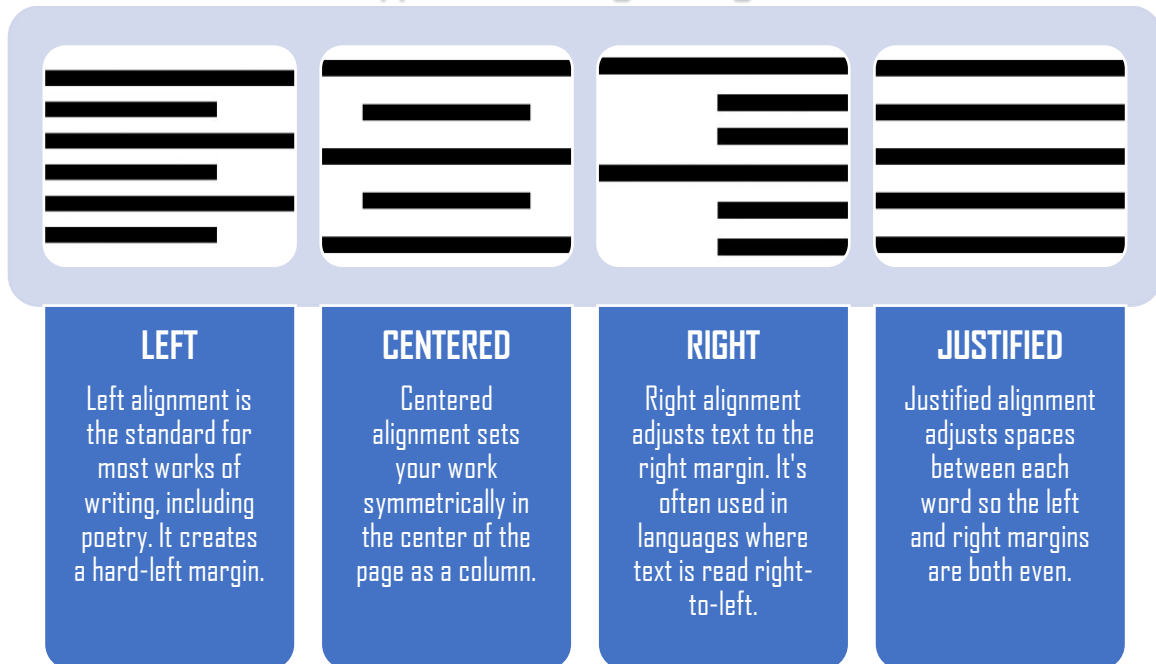 LEFT
Left alignment is
the standard for
most works of
writing, including
poetry. It creates
a hard-left margin.
CENTERED
Centered
alignment sets
your work
symmetrically in
the center of the
page as a column.
RIGHT
Right alignment
adjusts text to the
right margin. It's
often used in
languages where
text is read right-
to-left.
JUSTIFIED
Justified alignment
adjusts spaces
between each
word so the left
and right margins
are both even.